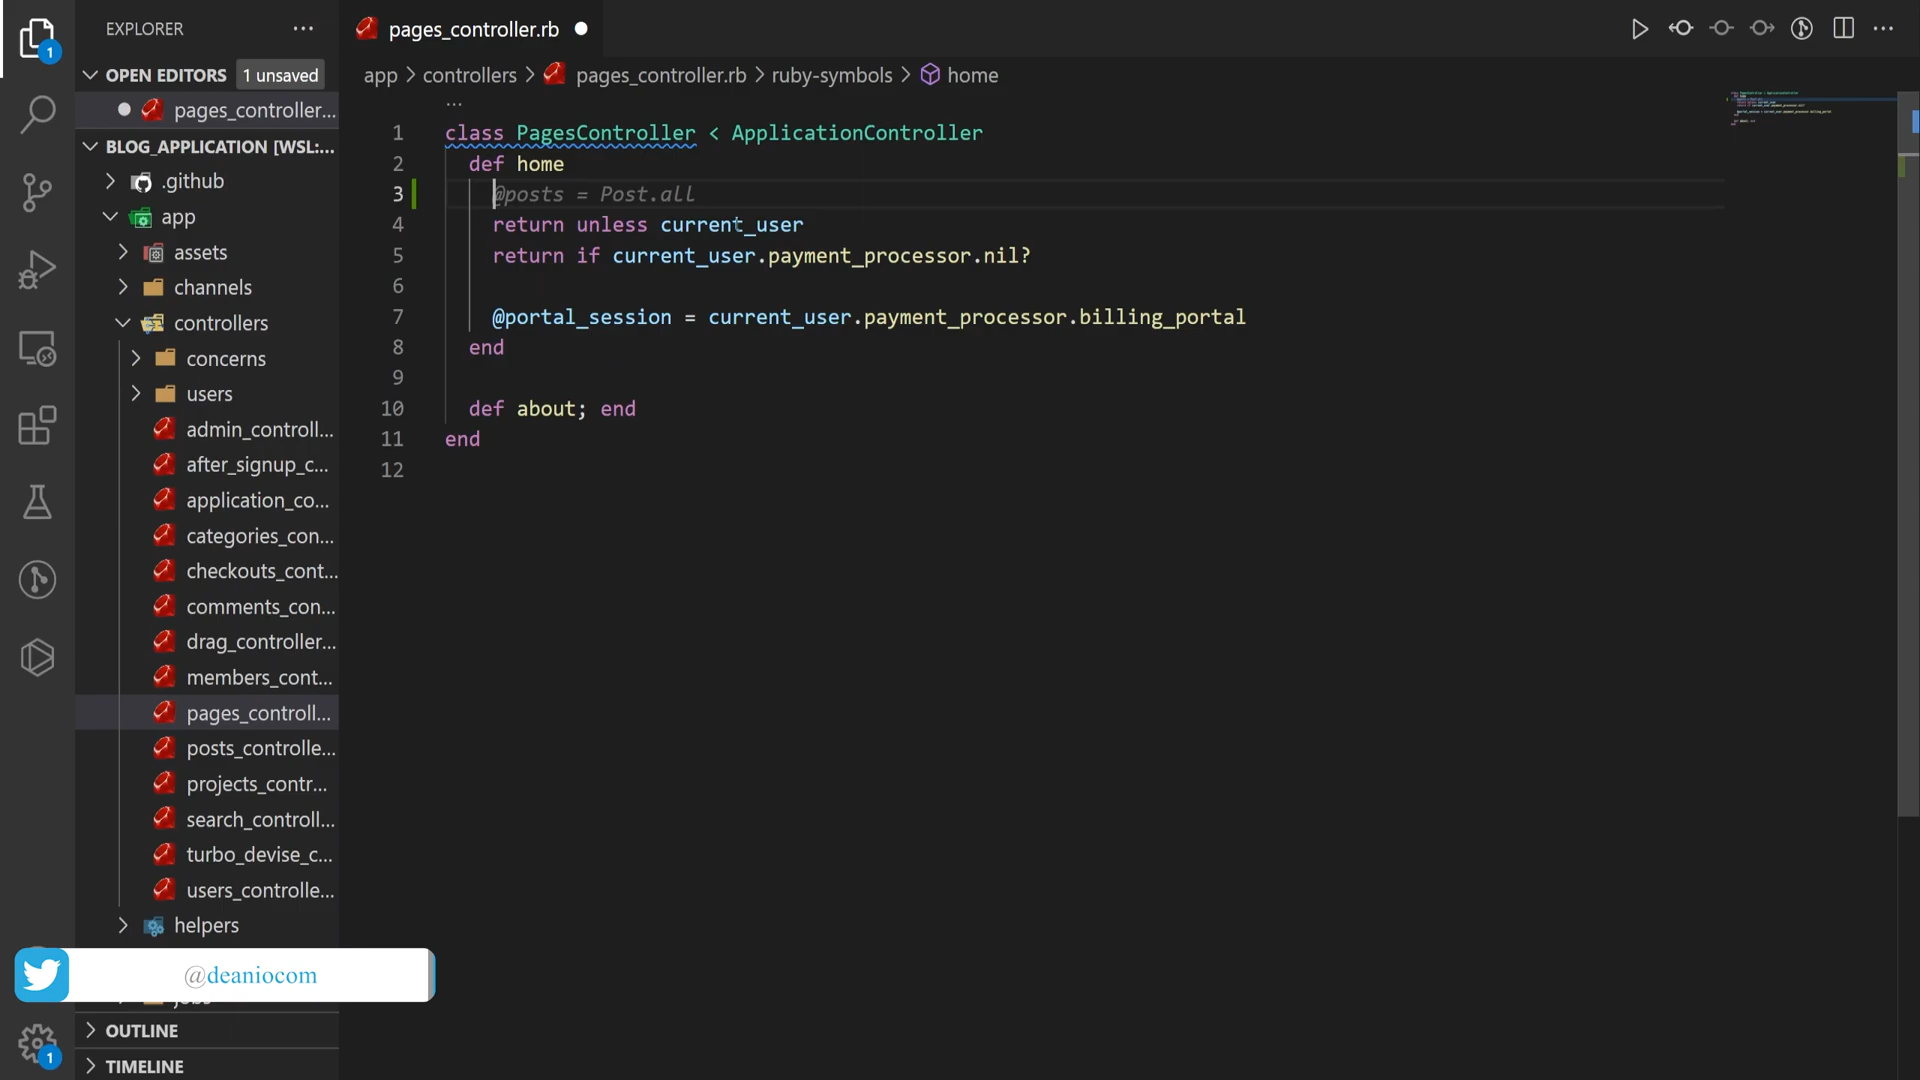 EXPLORER
pages_controller.rb
OPEN EDITORS
1 unsaved
pages_controller...
BLOG_APPLICATION [WSL:...
.github
app
assets
channels
controllers
concerns
users
admin_controll...
after_signup_c...
application_co...
categories_con...
checkouts_cont...
comments_con...
drag_controller...
members_cont...
pages_controll...
posts_controlle...
projects_contr...
search_controll...
turbo_devise_c...
users_controlle...
helpers
@deaniocom
jobs
OUTLINE
TIMELINE
1
1
app > controllers > pages_controller.rb > ruby-symbols > home
...
1 class PagesController < ApplicationController
2 def home
3 @posts = Post.all
4 return unless current_user
5 return if current_user.payment_processor.nil?
6
7 @portal_session = current_user.payment_processor.billing_portal
8 end
9
10 def about; end
11 end
12